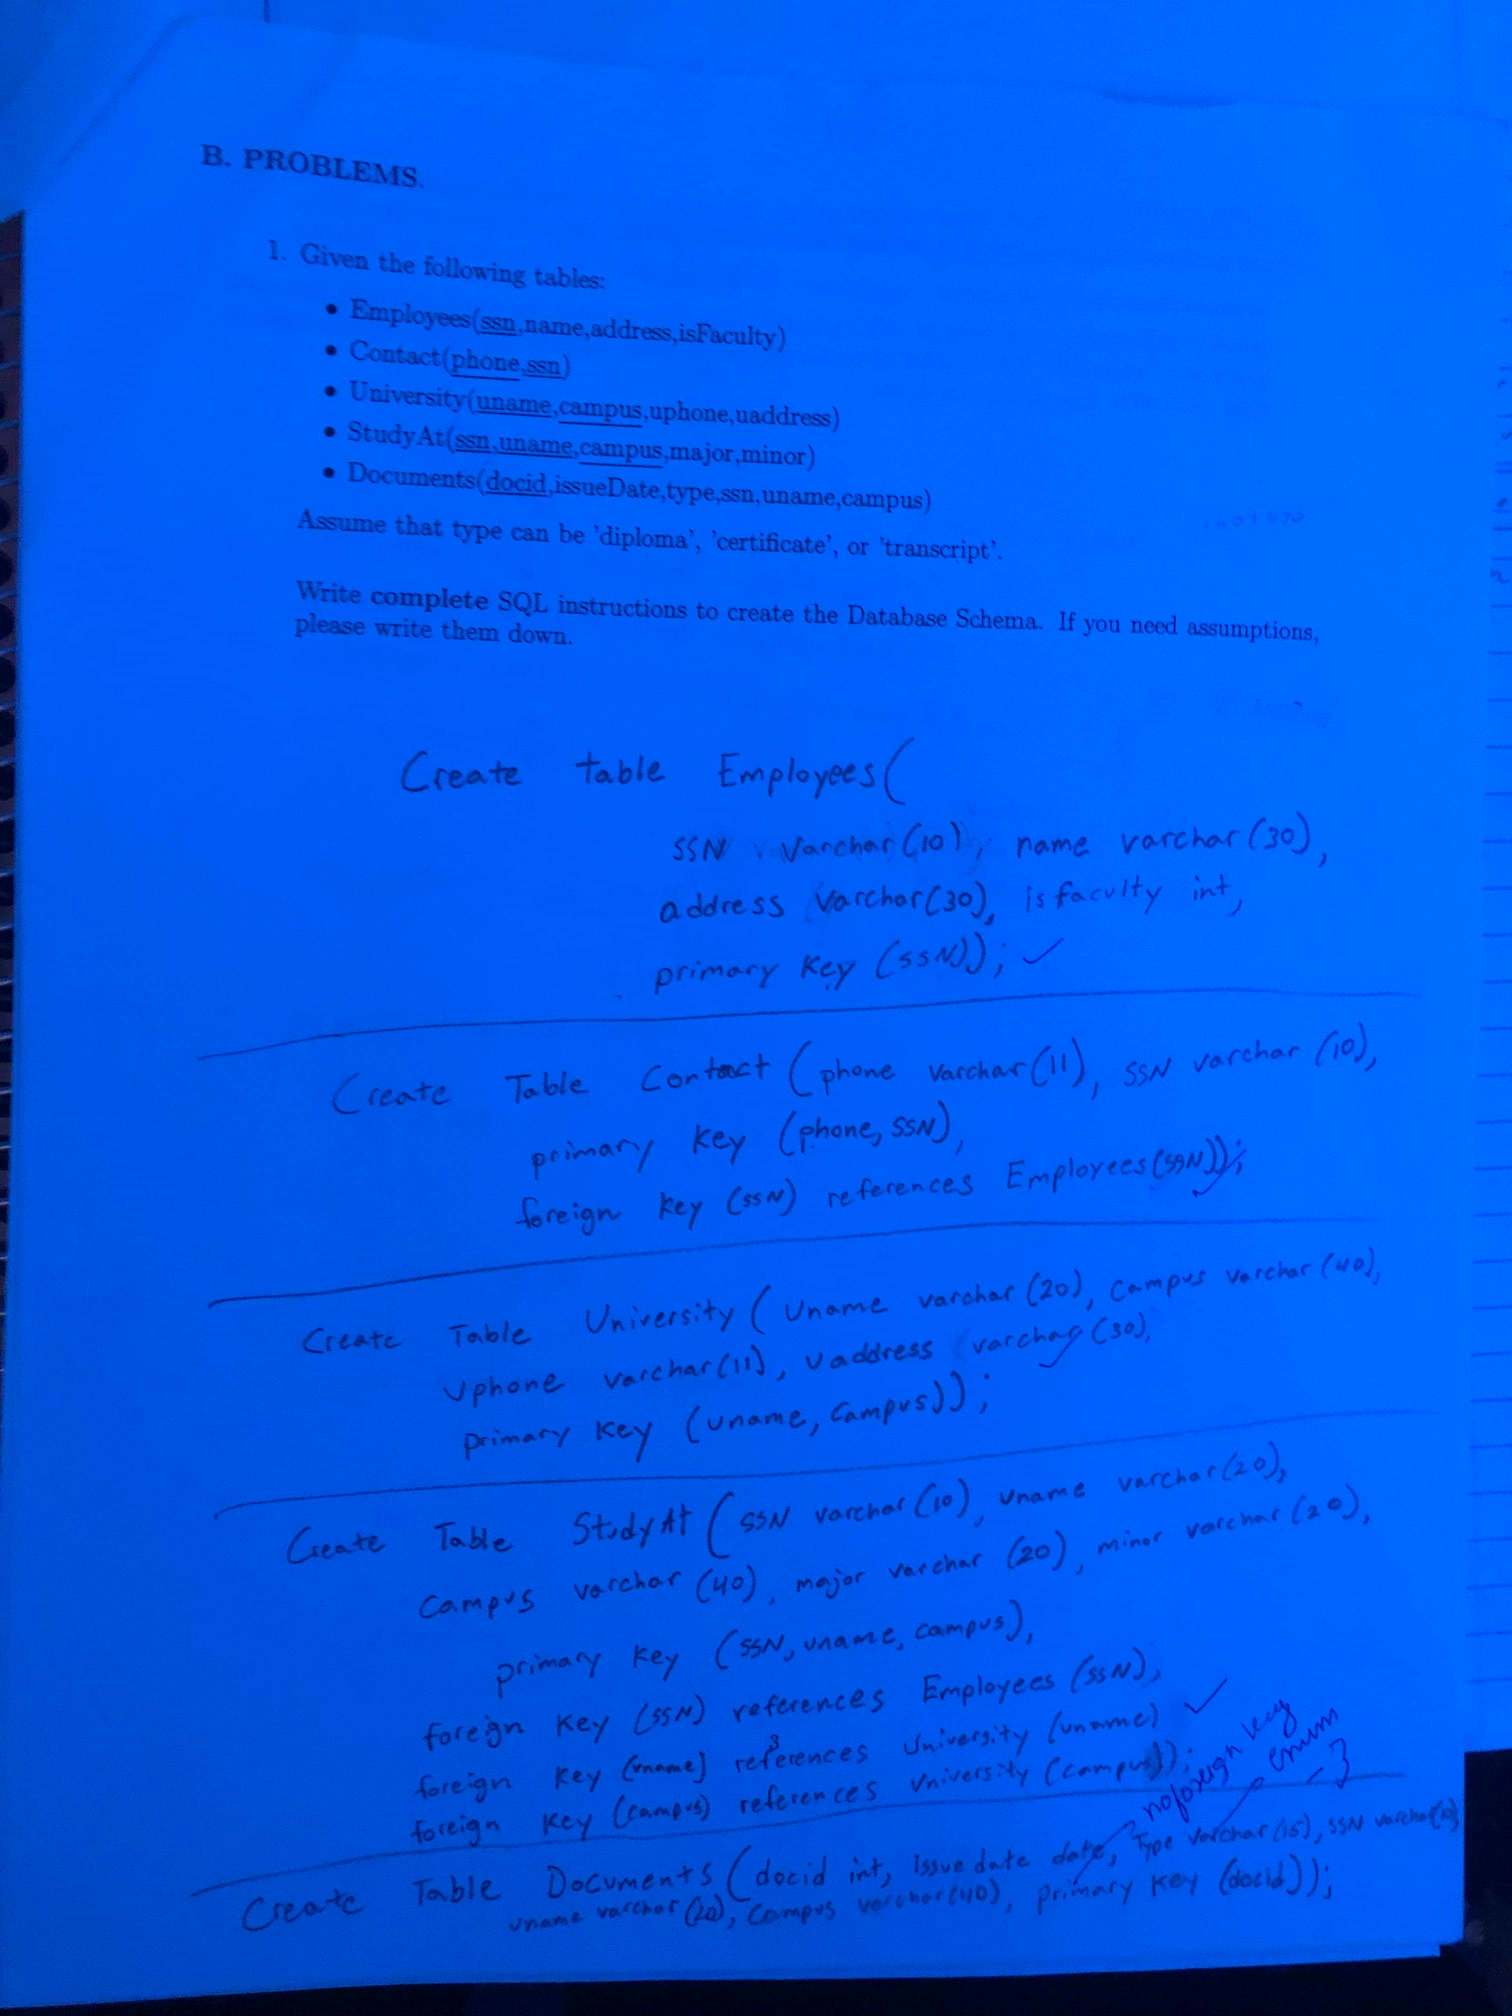 B. PROBLEMS.
1. Given the following tables:
• Employees(ssn,name,address,isFaculty)
• Contact(phone,ssn)
• University(uname,campus,uphone,uaddress)
• StudyAt(ssn,uname,campus,major,minor)
• Documents(docid,issueDate,type,ssn,uname,campus)
Assume that type can be 'diploma', 'certificate', or 'transcript'.
Write complete SQL instructions to create the Database Schema. If you need assumptions,
please write them down.
Create table Employees(
SSN varchar(10), name varchar(30),
address varchar(30), isfaculty int,
primary key (SSN)); ✓
Create Table Contact (phone varchar(11), SSN varchar (10),
primary key (phone, SSN),
foreign key (SSN) references Employees(SSN)); ✓
Create Table University (Uname varchar (20), Campus varchar (40),
Uphone varchar(11), Uaddress varchar (30), ✓
primary key (Uname, Campus));
Create Table StudyAt (SSN varchar (10), uname varchar (20),
Campus varchar (40), major varchar (20), minor varchar (20),
primary key (SSN, uname, campus),
foreign key (SSN) references Employees (SSN),
foreign key (uname) references University (uname) ✓
3
foreign key (campus) references University (campus));
no foreign key
enum
-3
Create Table Documents (docid int, Issue date date, Type varchar (15), SSN varchar(10)
uname varchar (20), Campus varchar(40), primary key (docid));